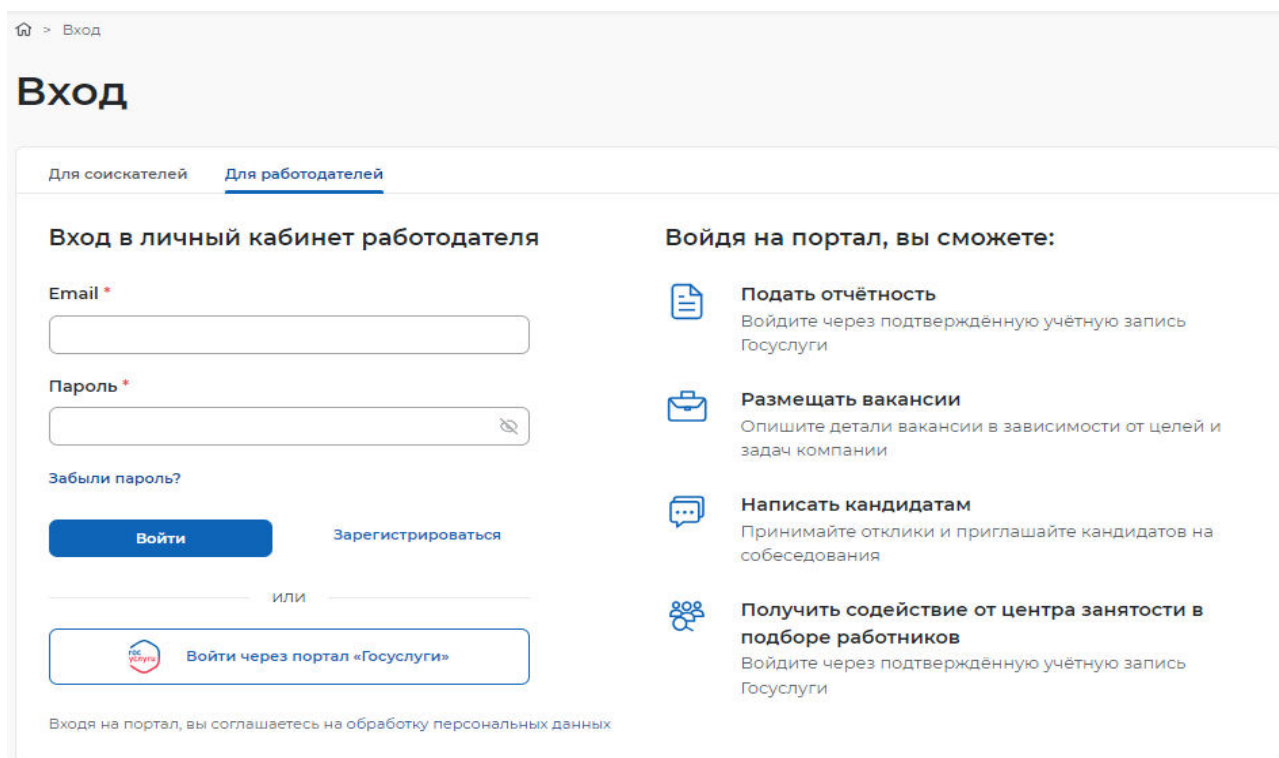 > Вход
Вход
Для соискателей
Для работодателей
Вход в личный кабинет работодателя
Email *
Пароль *
Забыли пароль?
Войти
Зарегистрироваться
или
гос
услуги
Войти через портал «Госуслуги»
Входя на портал, вы соглашаетесь на обработку персональных данных
Войдя на портал, вы сможете:
Подать отчётность
Войдите через подтверждённую учётную запись
Госуслуги
Размещать вакансии
Опишите детали вакансии в зависимости от целей и
задач компании
Написать кандидатам
Принимайте отклики и приглашайте кандидатов на
собеседования
Получить содействие от центра занятости в
подборе работников
Войдите через подтверждённую учётную запись
Госуслуги